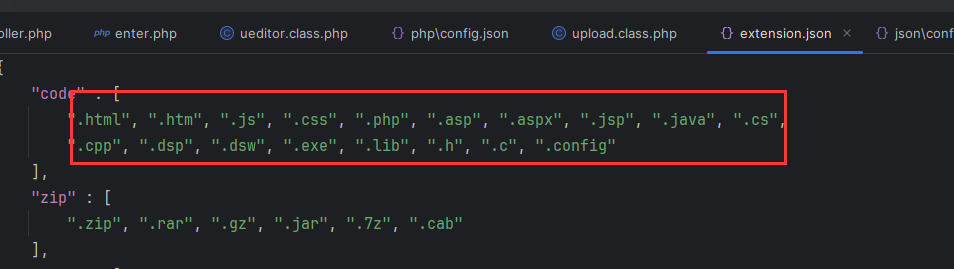 ller.php enter.php ueditor.class.php php\config.json upload.class.php extension.json json\conf
{
"code" : [
".html", ".htm", ".js", ".css", ".php", ".asp", ".aspx", ".jsp", ".java", ".cs",
".cpp", ".dsp", ".dsw", ".exe", ".lib", ".h", ".c", ".config"
],
"zip" : [
".zip", ".rar", ".gz", ".jar", ".7z", ".cab"
],